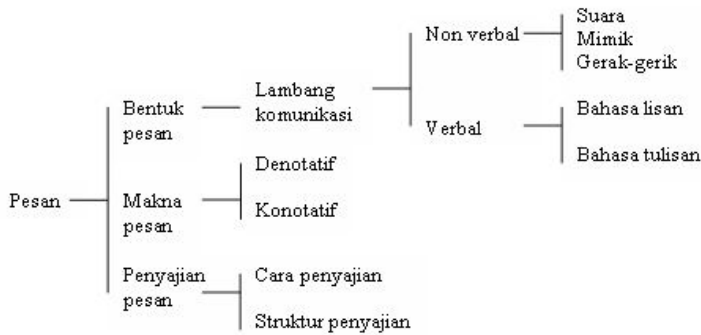 Pesan
Bentuk
pesan
Lambang
komunikasi
Non verbal
Suara
Mimik
Gerak-gerik
Verbal
Bahasa lisan
Bahasa tulisan
Makna
pesan
Denotatif
Konotatif
Penyajian
pesan
Cara penyajian
Struktur penyajian